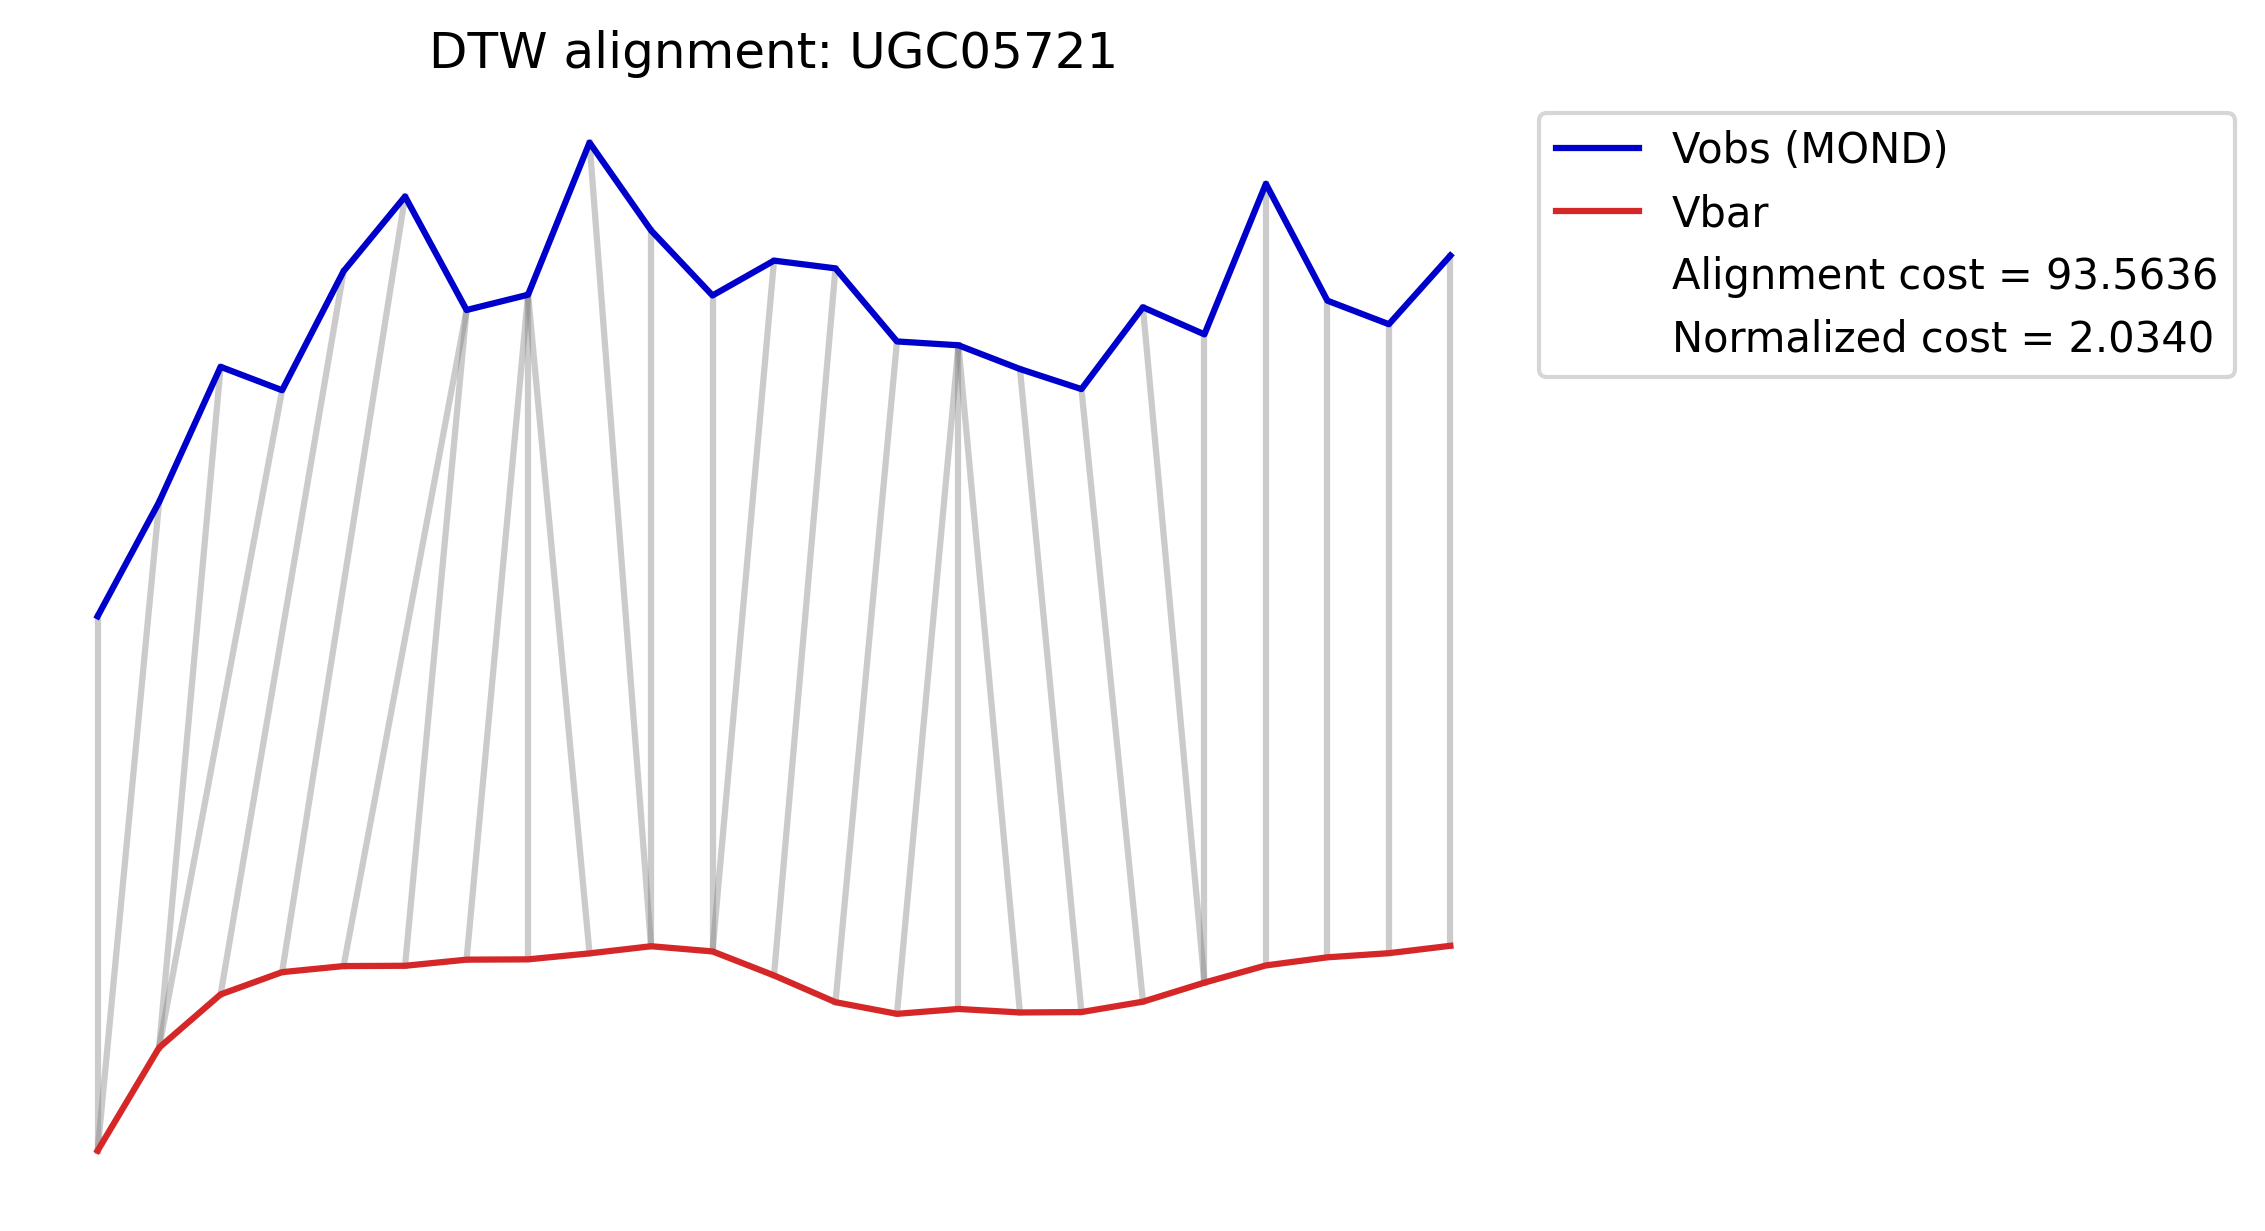 DTW alignment: UGC05721
Vobs (MOND)
Vbar
Alignment cost = 93.5636
Normalized cost = 2.0340